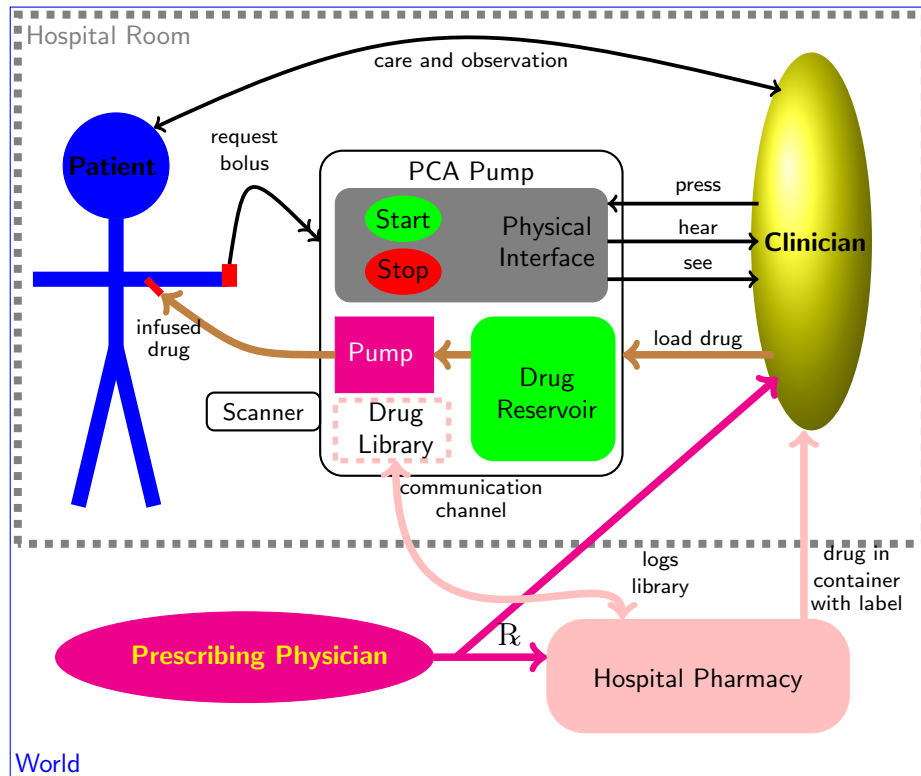 Hospital Room
care and observation
request
bolus
Patient
PCA Pump
Start
Stop
Physical
Interface
press
hear
see
Clinician
infused
drug
Pump
Drug
Reservoir
load drug
Scanner
Drug
Library
communication
channel
logs
library
drug in
container
with label
Prescribing Physician
℞
Hospital Pharmacy
World